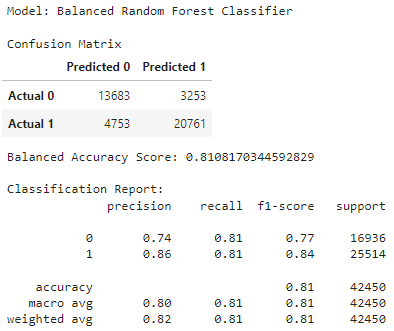 Model: Balanced Random Forest Classifier
Confusion Matrix
Predicted 0 Predicted 1
Actual 0 13683 3253
Actual 1 4753 20761
Balanced Accuracy Score: 0.8108170344592829
Classification Report:
precision recall f1-score support
0 0.74 0.81 0.77 16936
1 0.86 0.81 0.84 25514
accuracy 0.81 42450
macro avg 0.80 0.81 0.81 42450
weighted avg 0.82 0.81 0.81 42450